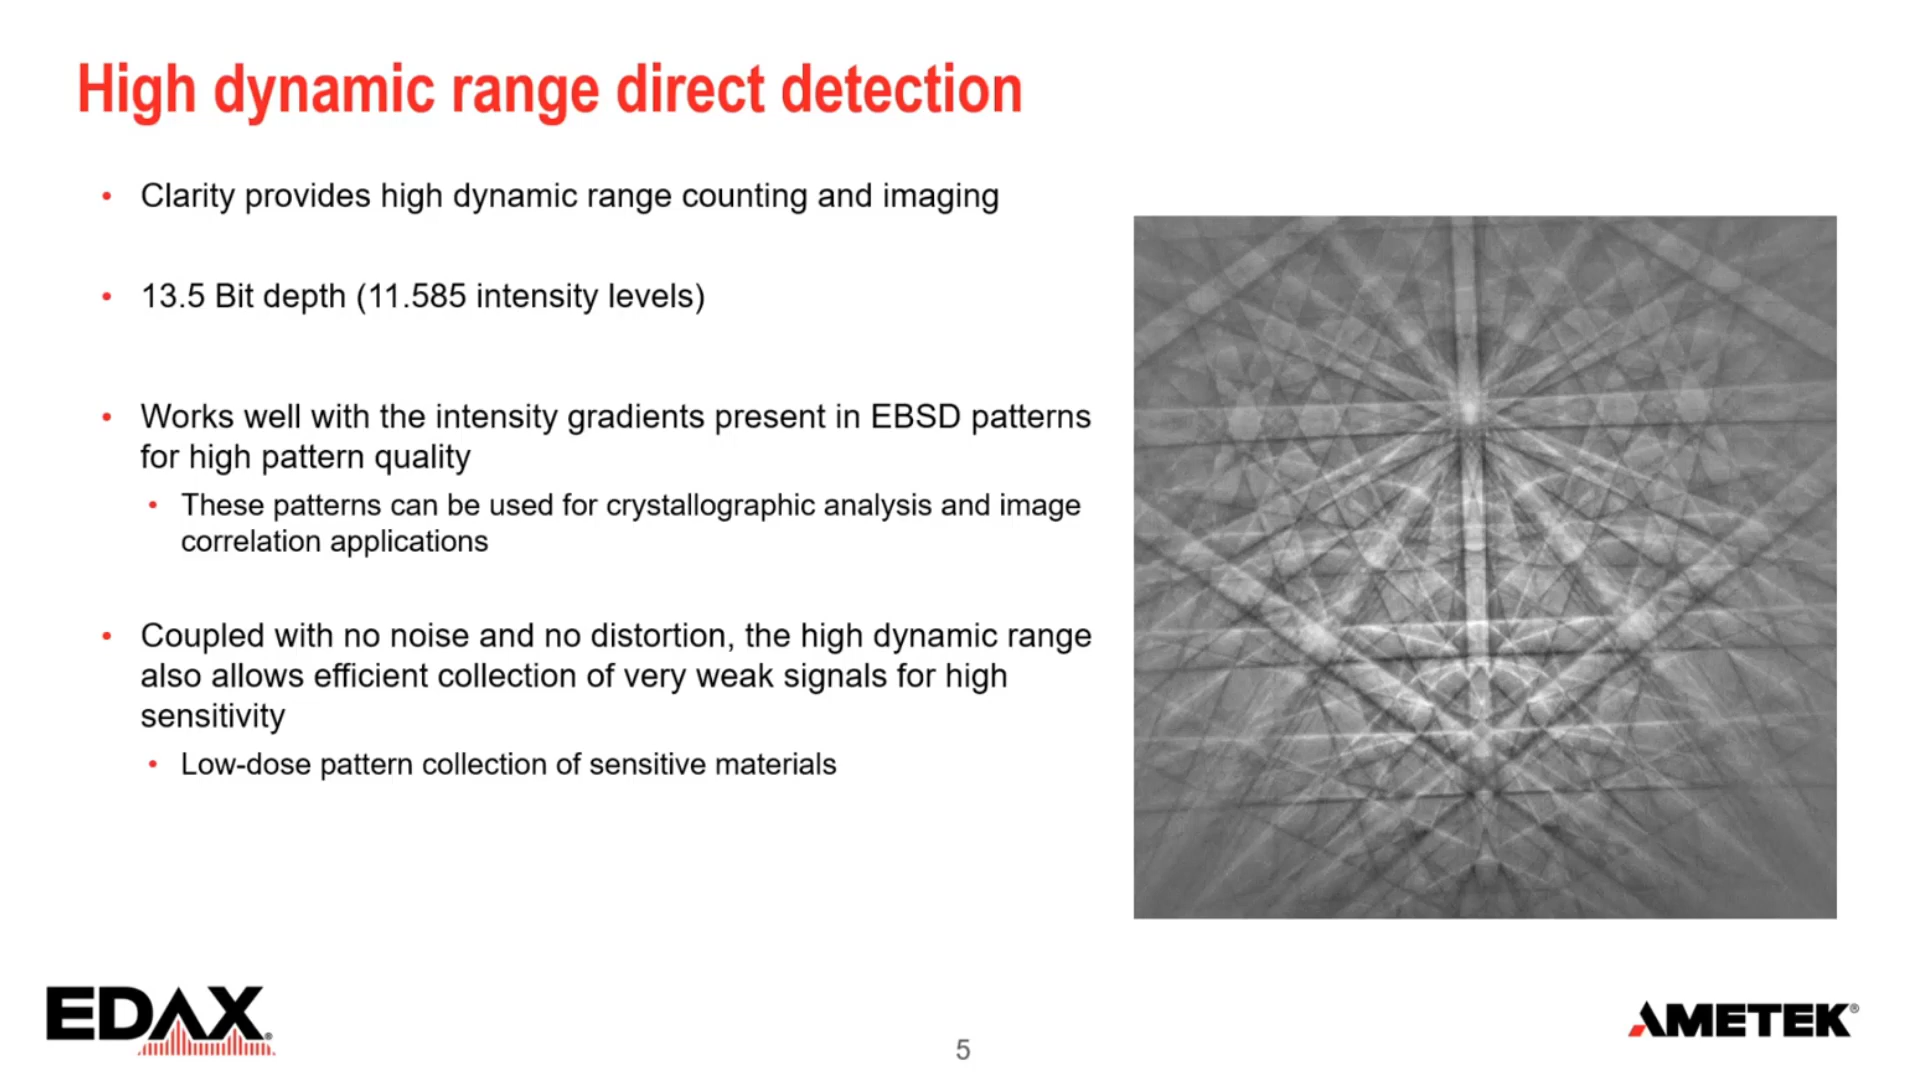 High dynamic range direct detection
• Clarity provides high dynamic range counting and imaging
• 13.5 Bit depth (11.585 intensity levels)
• Works well with the intensity gradients present in EBSD patterns
for high pattern quality
• These patterns can be used for crystallographic analysis and image
correlation applications
• Coupled with no noise and no distortion, the high dynamic range
also allows efficient collection of very weak signals for high
sensitivity
• Low-dose pattern collection of sensitive materials
EDAX®
5
AMETEK®